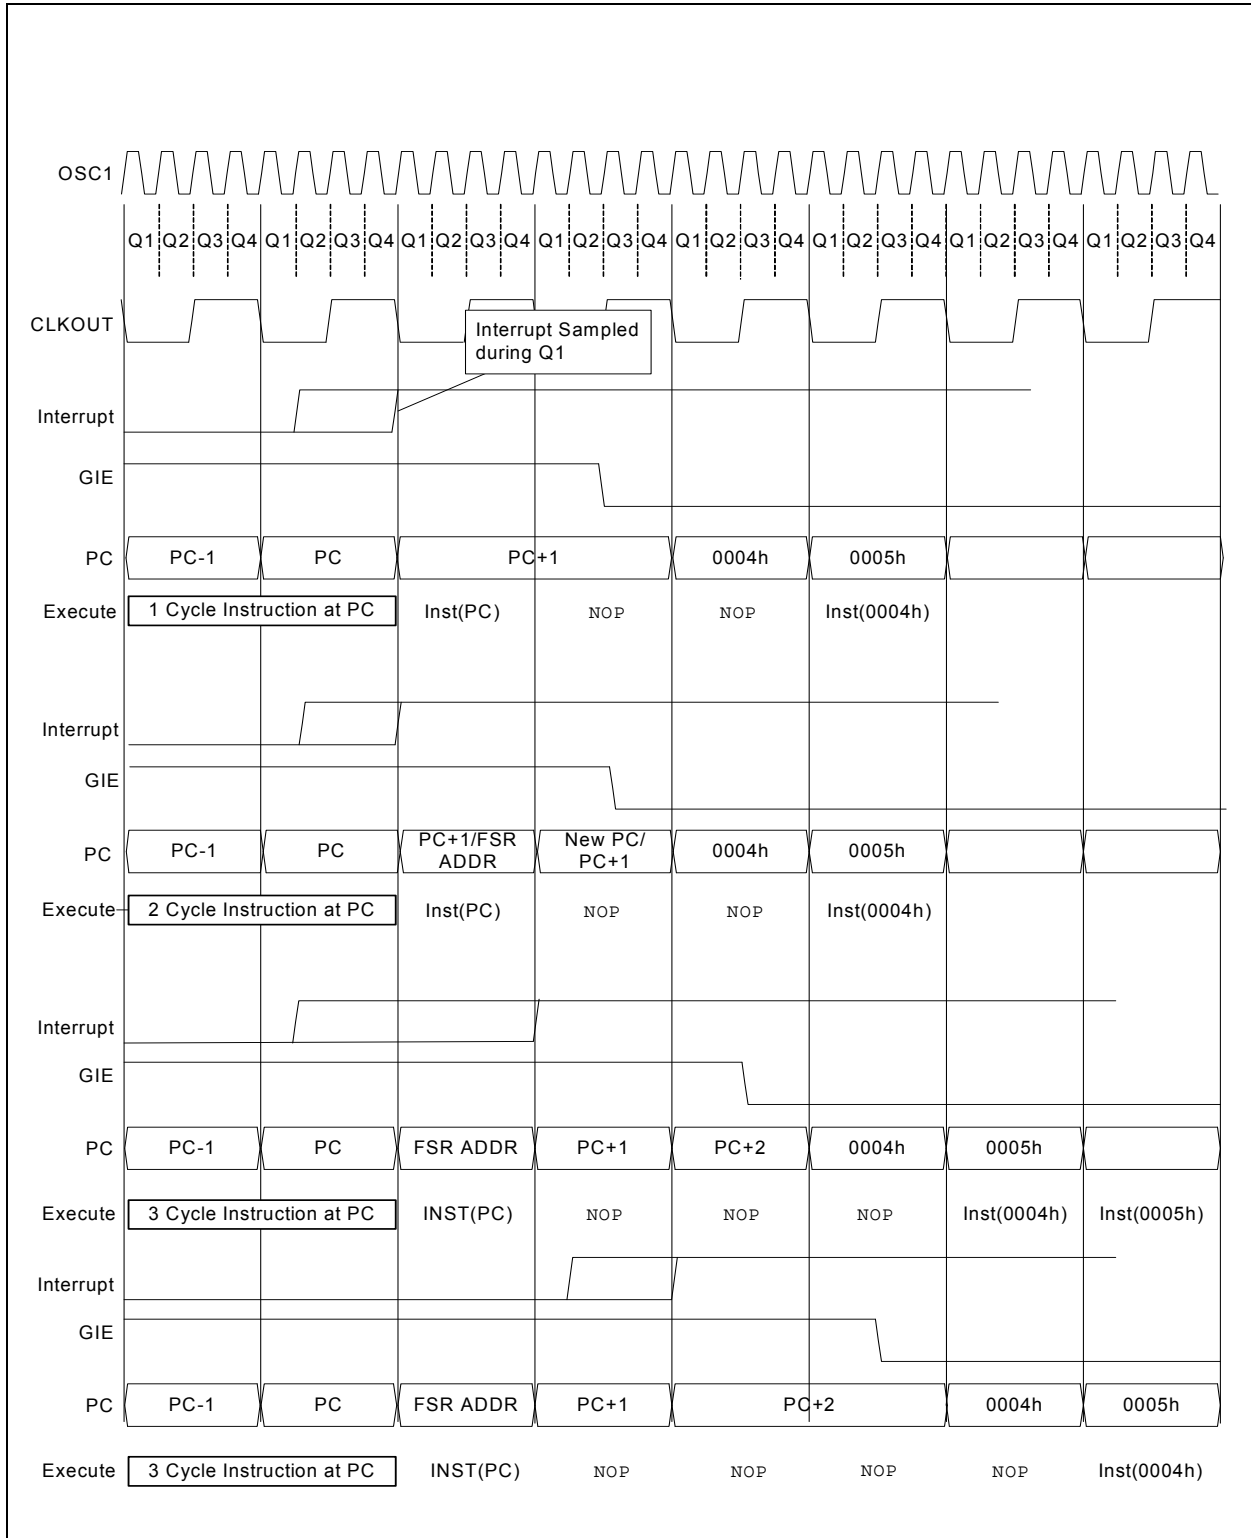 OSC1
Q1 Q2 Q3 Q4 Q1 Q2 Q3 Q4 Q1 Q2 Q3 Q4 Q1 Q2 Q3 Q4 Q1 Q2 Q3 Q4 Q1 Q2 Q3 Q4 Q1 Q2 Q3 Q4 Q1 Q2 Q3 Q4
CLKOUT
Interrupt Sampled
during Q1
Interrupt
GIE
PC PC-1 PC PC+1 0004h 0005h
Execute 1 Cycle Instruction at PC Inst(PC) NOP NOP Inst(0004h)
Interrupt
GIE
PC PC-1 PC PC+1/FSR ADDR New PC/ PC+1 0004h 0005h
Execute 2 Cycle Instruction at PC Inst(PC) NOP NOP Inst(0004h)
Interrupt
GIE
PC PC-1 PC FSR ADDR PC+1 PC+2 0004h 0005h
Execute 3 Cycle Instruction at PC INST(PC) NOP NOP NOP Inst(0004h) Inst(0005h)
Interrupt
GIE
PC PC-1 PC FSR ADDR PC+1 PC+2 0004h 0005h
Execute 3 Cycle Instruction at PC INST(PC) NOP NOP NOP NOP Inst(0004h)